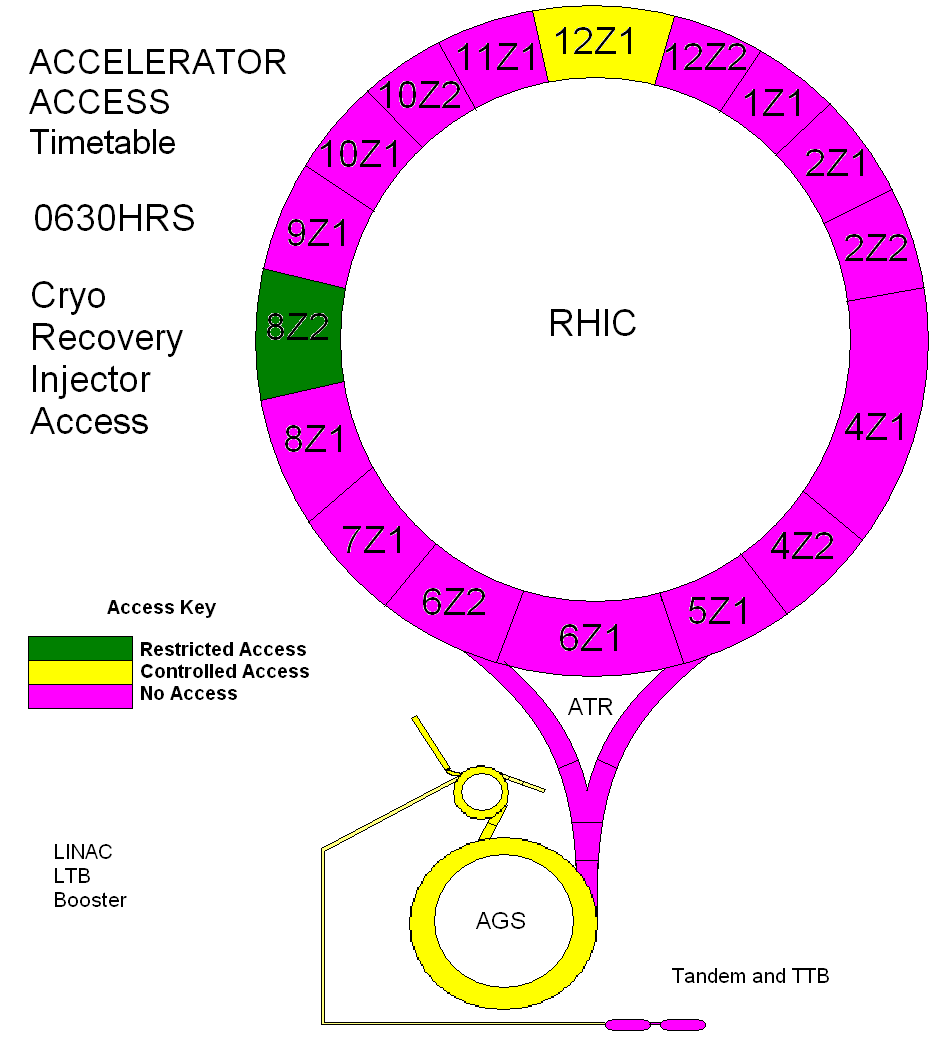 ACCELERATOR
ACCESS
Timetable
0630HRS
Cryo
Recovery
Injector
Access
12Z1
12Z2
1Z1
2Z1
2Z2
4Z1
4Z2
5Z1
6Z1
6Z2
7Z1
8Z1
8Z2
9Z1
10Z1
10Z2
11Z1
RHIC
Access Key
Restricted Access
Controlled Access
No Access
ATR
LINAC
LTB
Booster
AGS
Tandem and TTB